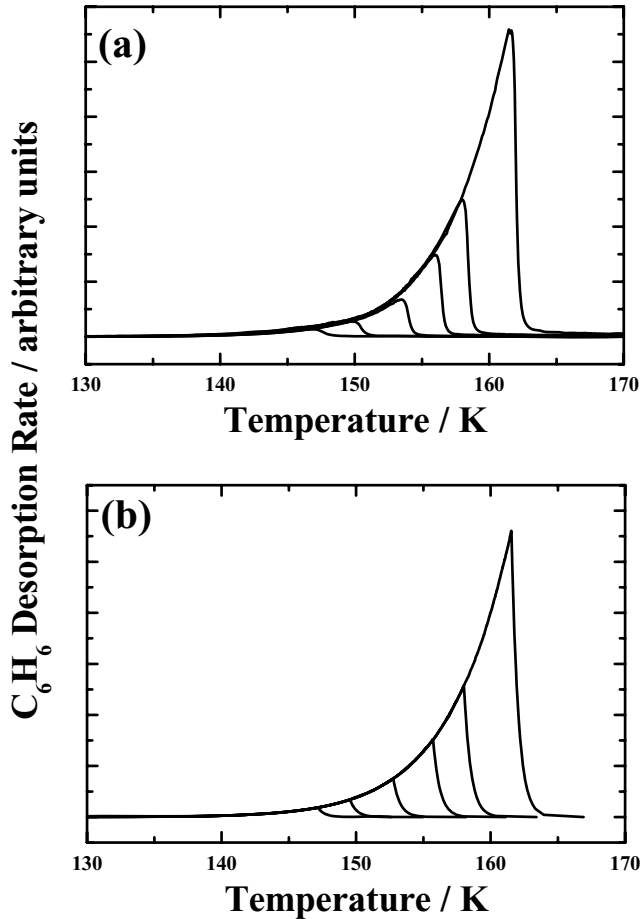 C₆H₆ Desorption Rate / arbitrary units
(a)
130 140 150 160 170
Temperature / K
(b)
130 140 150 160 170
Temperature / K